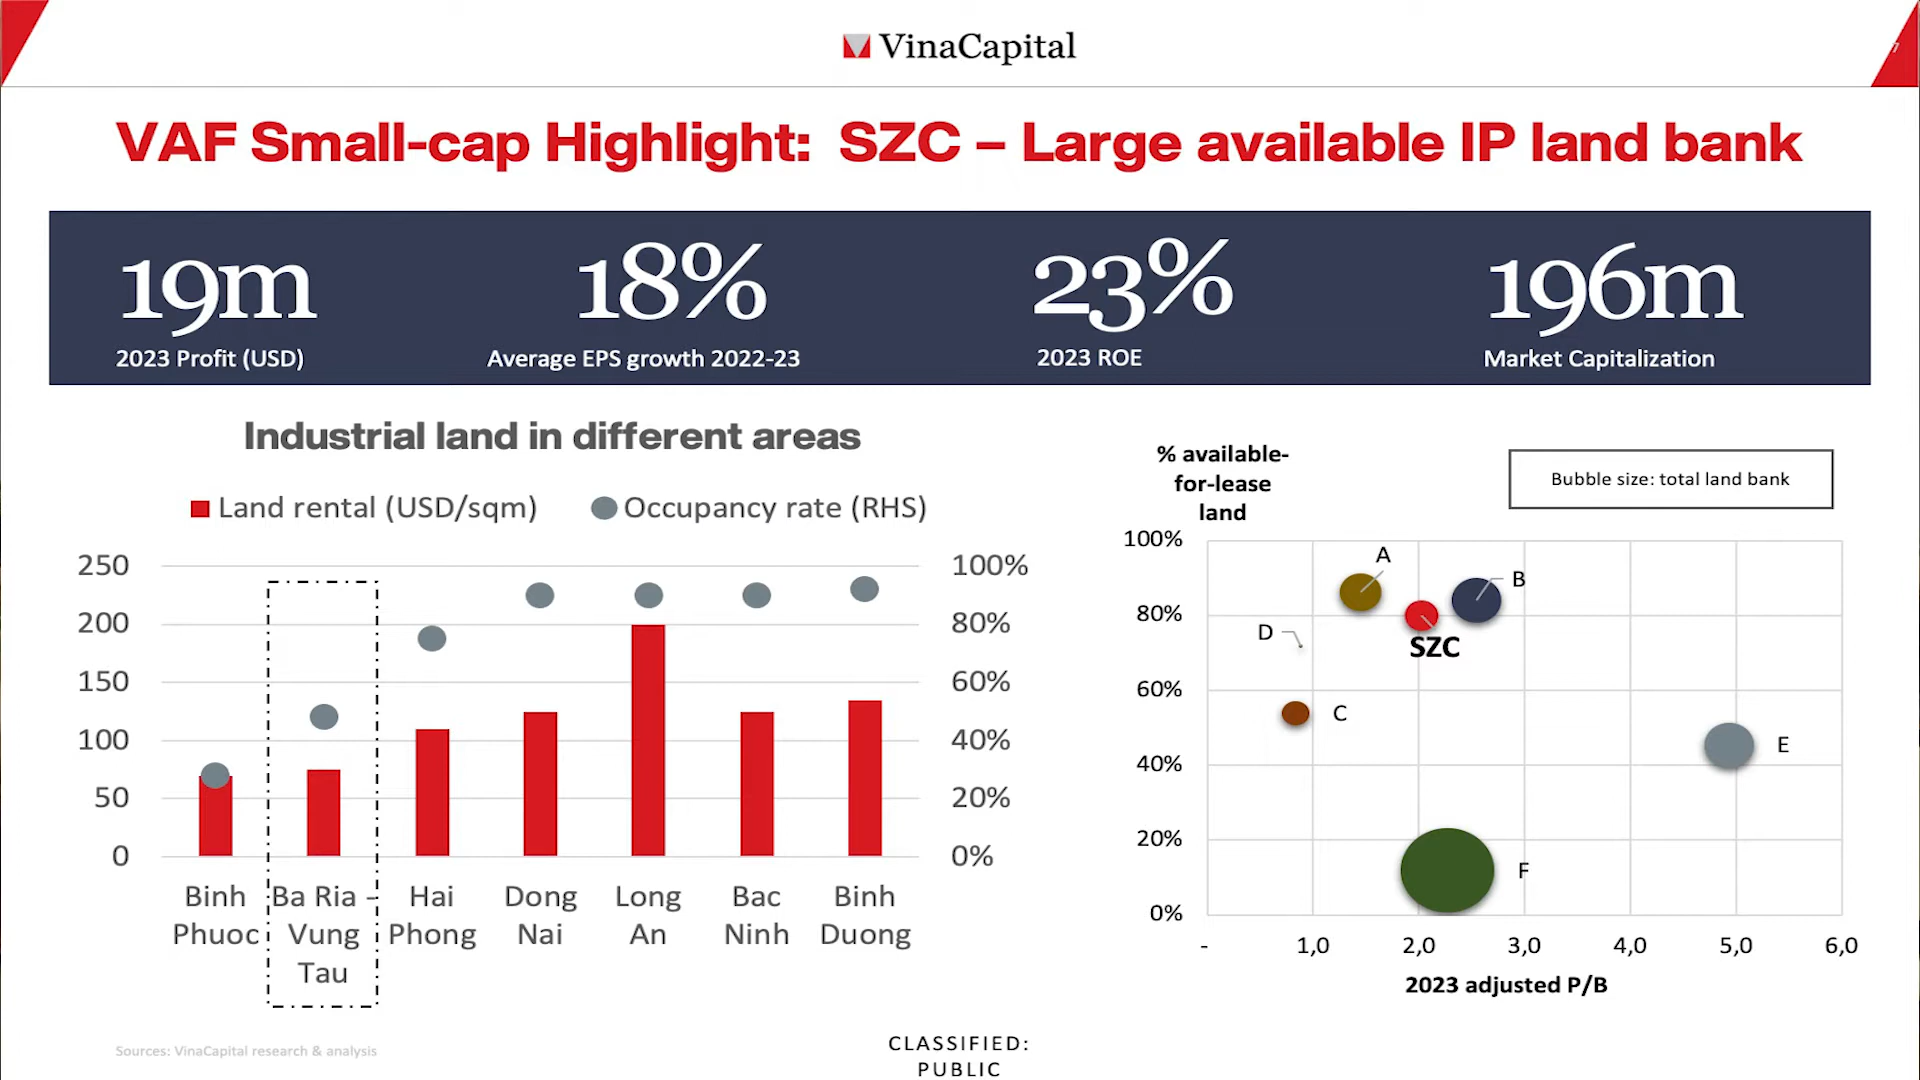 VinaCapital
7
VAF Small-cap Highlight: SZC – Large available IP land bank
19m
2023 Profit (USD)
18%
Average EPS growth 2022-23
23%
2023 ROE
196m
Market Capitalization
Industrial land in different areas
Land rental (USD/sqm)
Occupancy rate (RHS)
250
200
150
100
50
0
100%
80%
60%
40%
20%
0%
Binh
Phuoc
Ba Ria -
Vung
Tau
Hai
Phong
Dong
Nai
Long
An
Bac
Ninh
Binh
Duong
% available-
for-lease
land
Bubble size: total land bank
100%
80%
60%
40%
20%
0%
A
B
SZC
D
C
E
F
-
1,0
2,0
3,0
4,0
5,0
6,0
2023 adjusted P/B
Sources: VinaCapital research & analysis
CLASSIFIED:
PUBLIC